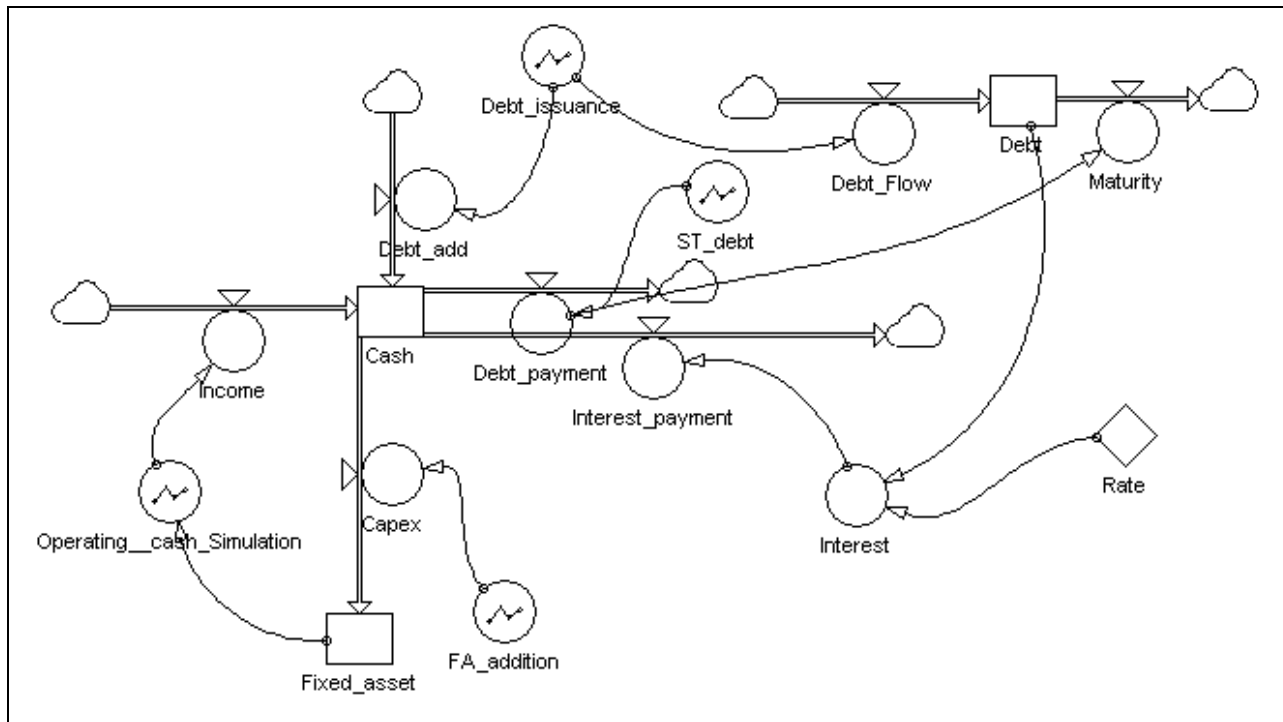 Debt_issuance
Debt
Debt_Flow
Maturity
Debt_add
ST_debt
Cash
Debt_payment
Income
Interest_payment
Rate
Capex
Operating__cash_Simulation
Interest
FA_addition
Fixed_asset